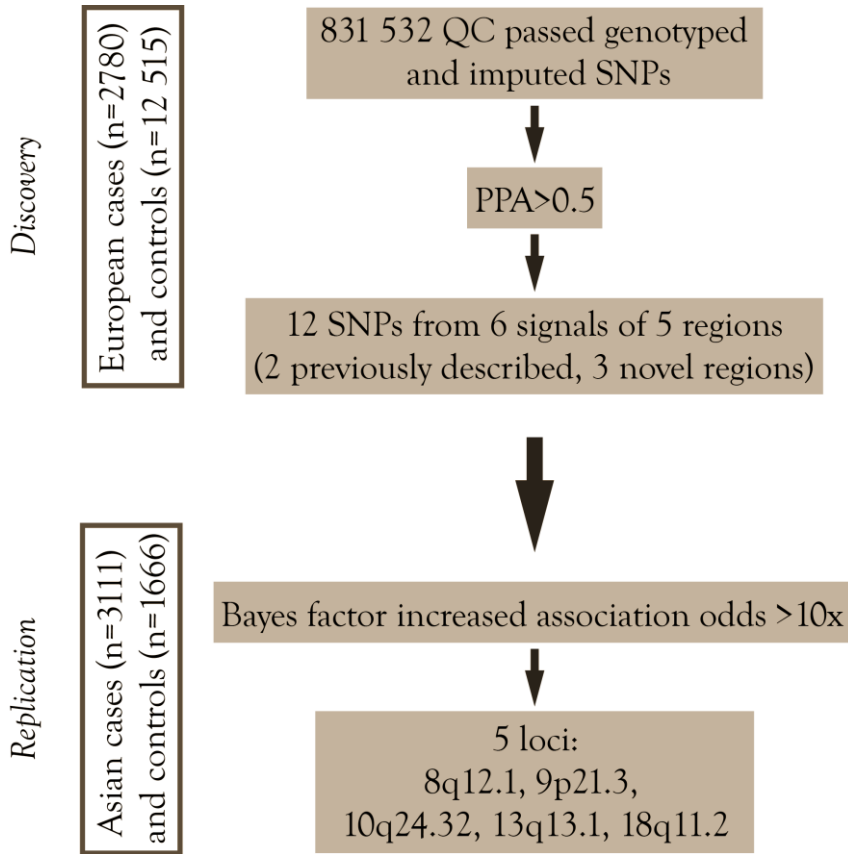 Discovery
European cases (n=2780)
and controls (n=12 515)
831 532 QC passed genotyped
and imputed SNPs
PPA>0.5
12 SNPs from 6 signals of 5 regions
(2 previously described, 3 novel regions)
Replication
Asian cases (n=3111)
and controls (n=1666)
Bayes factor increased association odds >10x
5 loci:
8q12.1, 9p21.3,
10q24.32, 13q13.1, 18q11.2